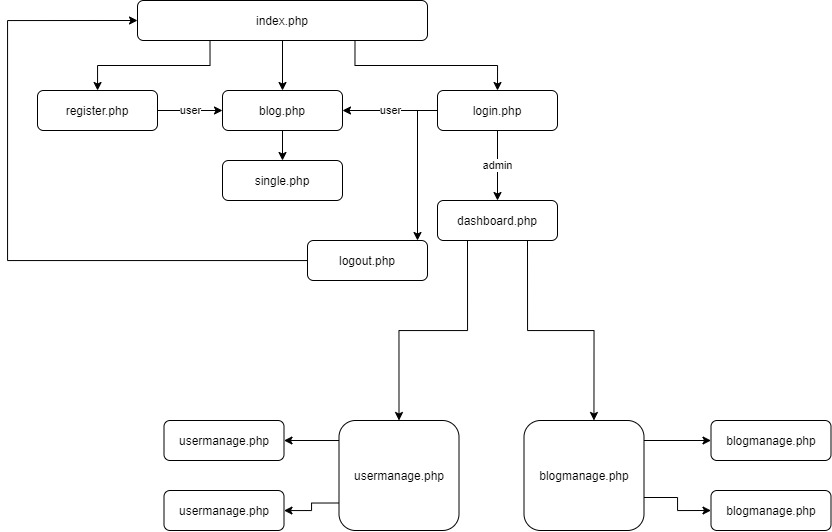 index.php
register.php
user
blog.php
user
login.php
admin
single.php
dashboard.php
logout.php
usermanage.php
usermanage.php
blogmanage.php
blogmanage.php
usermanage.php
blogmanage.php